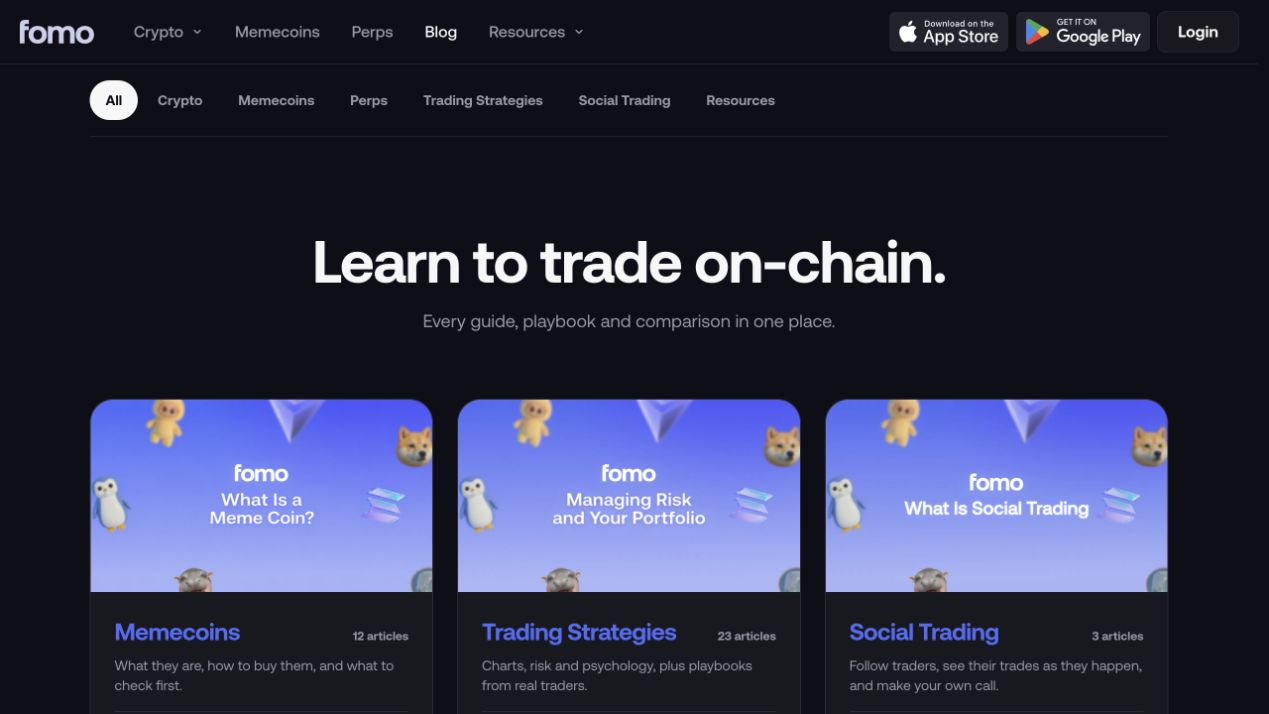 fomo
Crypto
Memecoins
Perps
Blog
Resources
Download on the
App Store
GET IT ON
Google Play
Login
All
Crypto
Memecoins
Perps
Trading Strategies
Social Trading
Resources
Learn to trade on-chain.
Every guide, playbook and comparison in one place.
fomo
What Is a
Meme Coin?
fomo
Managing Risk
and Your Portfolio
fomo
What Is Social Trading
Memecoins
12 articles
What they are, how to buy them, and what to
check first.
Trading Strategies
23 articles
Charts, risk and psychology, plus playbooks
from real traders.
Social Trading
3 articles
Follow traders, see their trades as they happen,
and make your own call.